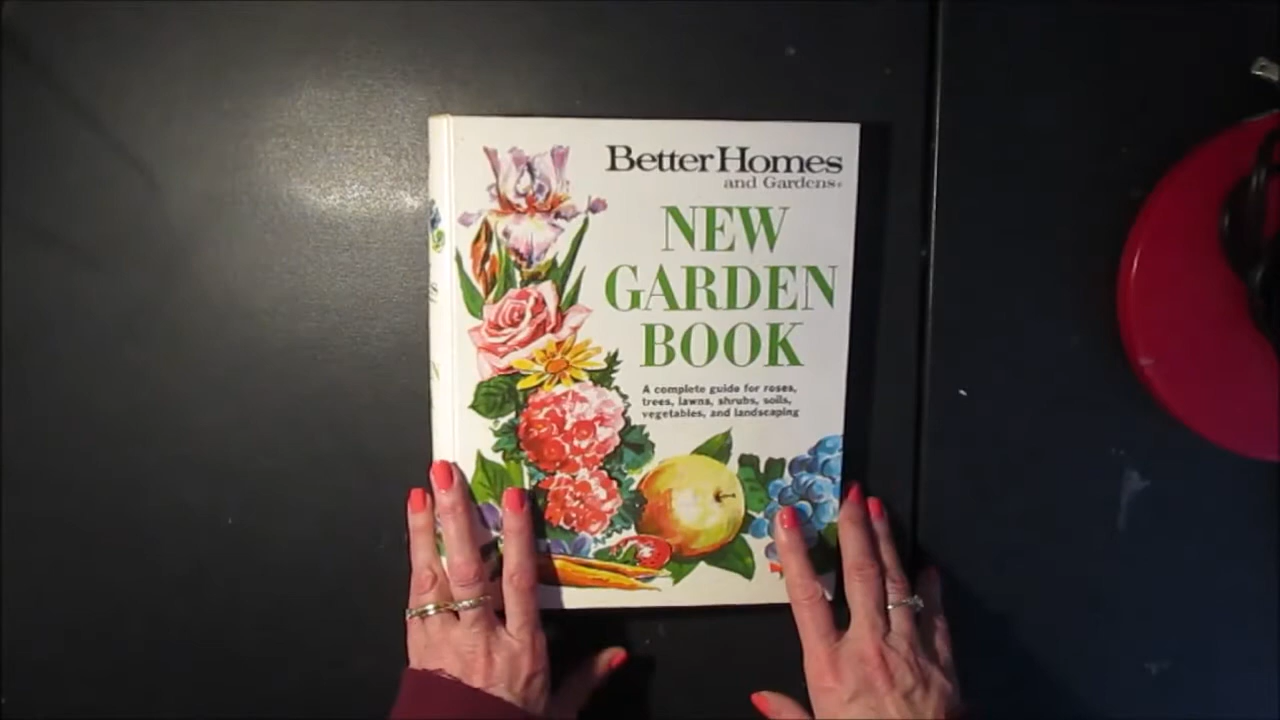 Better Homes
and Gardens®
NEW
GARDEN
BOOK
A complete guide for roses,
trees, lawns, shrubs, soils,
vegetables, and landscaping